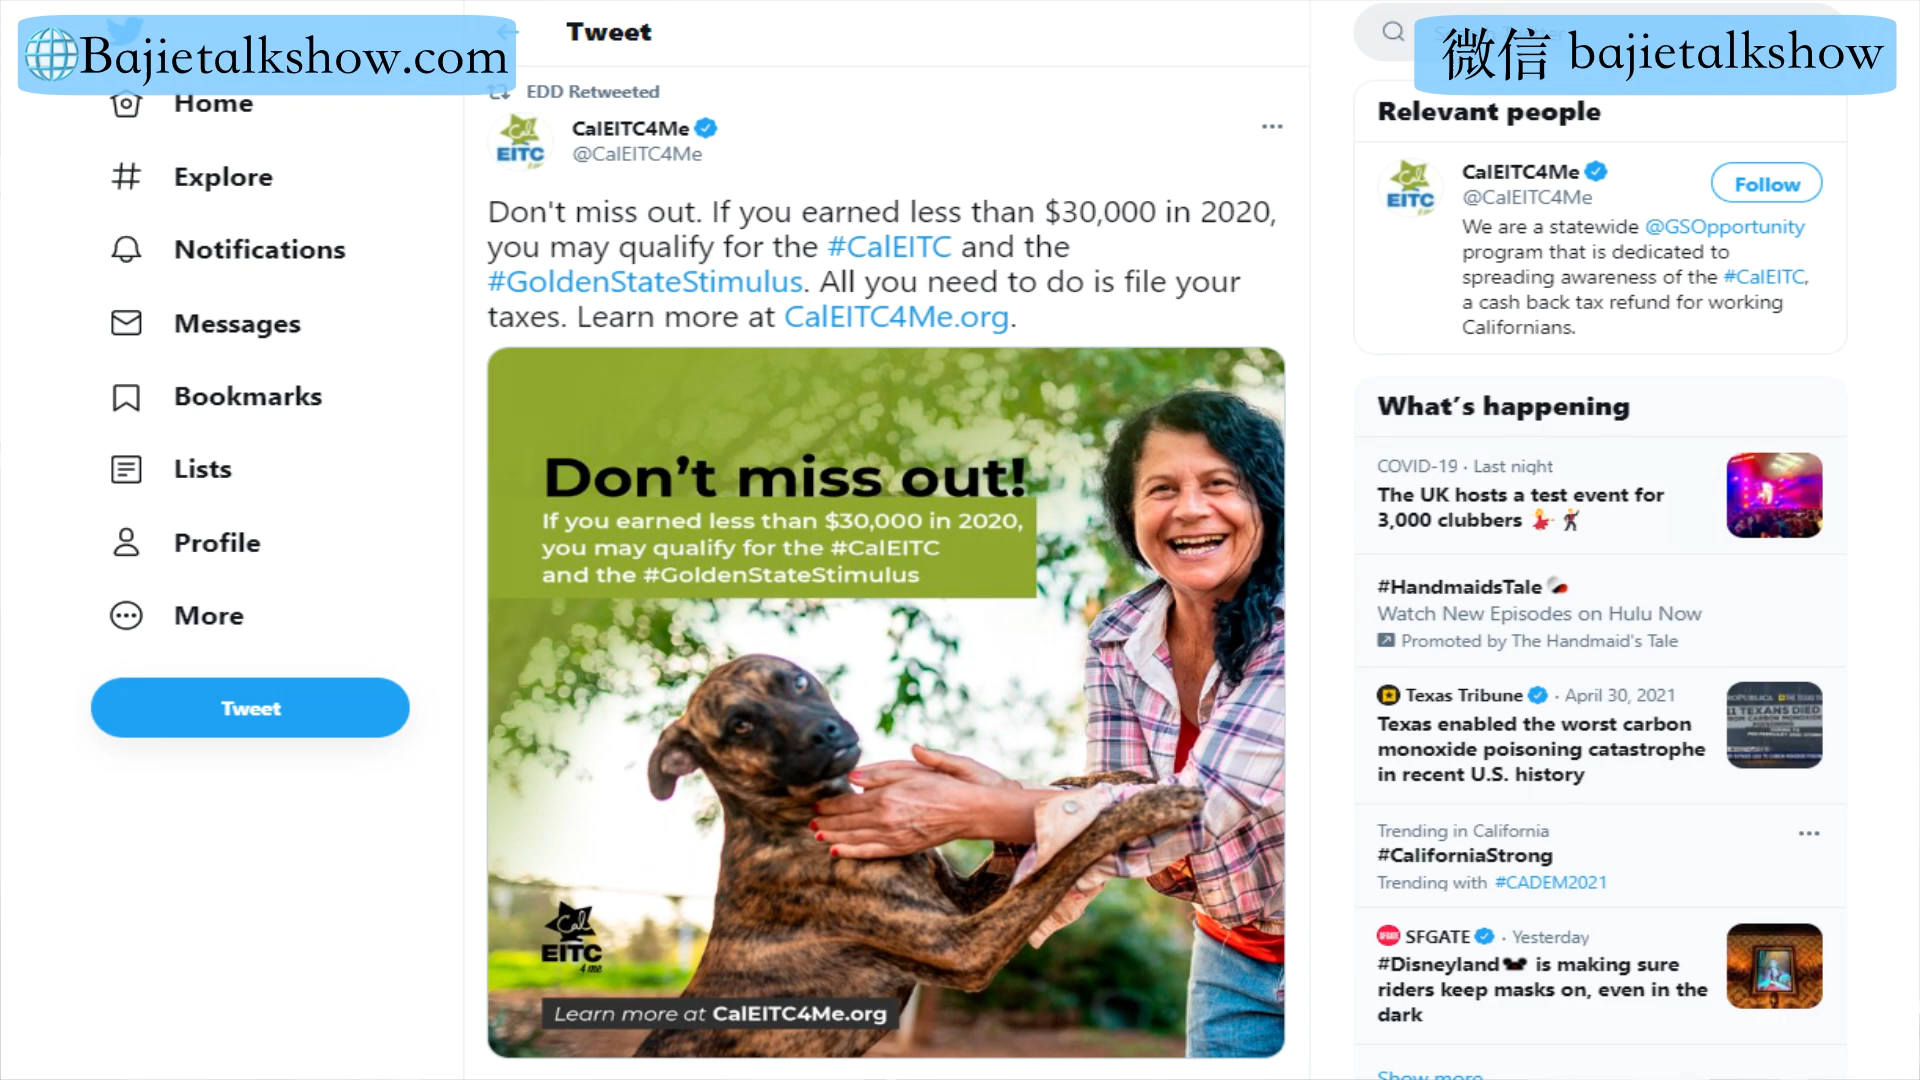 Bajietalkshow.com
微信 bajietalkshow
Home
Explore
Notifications
Messages
Bookmarks
Lists
Profile
More
Tweet
Tweet
EDD Retweeted
CalEITC4Me
@CalEITC4Me
Don't miss out. If you earned less than $30,000 in 2020,
you may qualify for the #CalEITC and the
#GoldenStateStimulus. All you need to do is file your
taxes. Learn more at CalEITC4Me.org.
Don't miss out!
If you earned less than $30,000 in 2020,
you may qualify for the #CalEITC
and the #GoldenStateStimulus
Cal
EITC
4 me
Learn more at CalEITC4Me.org
Relevant people
Cal
EITC
CalEITC4Me
@CalEITC4Me
Follow
We are a statewide @GSOpportunity
program that is dedicated to
spreading awareness of the #CalEITC,
a cash back tax refund for working
Californians.
What's happening
COVID-19 · Last night
The UK hosts a test event for
3,000 clubbers
#HandmaidsTale
Watch New Episodes on Hulu Now
Promoted by The Handmaid's Tale
Texas Tribune · April 30, 2021
Texas enabled the worst carbon
monoxide poisoning catastrophe
in recent U.S. history
Trending in California
#CaliforniaStrong
Trending with #CADEM2021
SFGATE · Yesterday
#Disneyland is making sure
riders keep masks on, even in the
dark
Show more